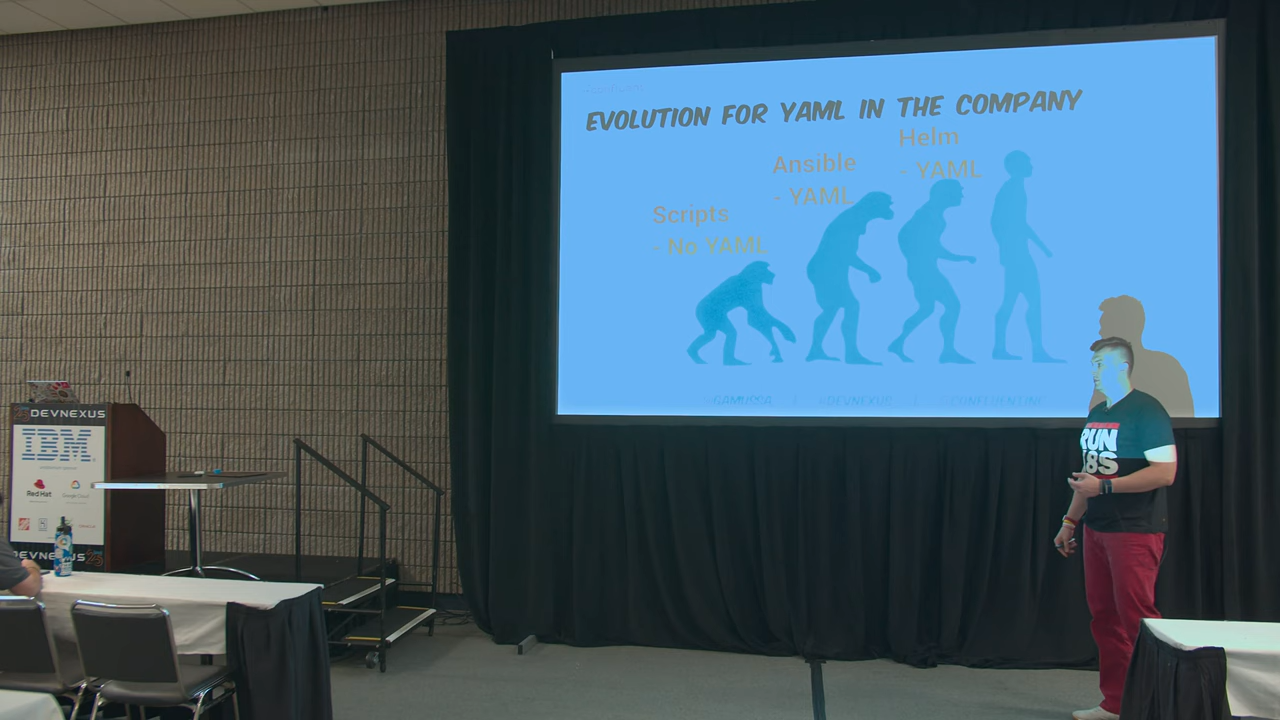 confluent
EVOLUTION FOR YAML IN THE COMPANY
Helm
- YAML
Ansible
- YAML
Scripts
- No YAML
@GAMUSSA | @DEVNEXUS | @CONFLUENTINC
RUN
K8S
DEVNEXUS
IBM
Red Hat
Google Cloud
DEVNEXUS